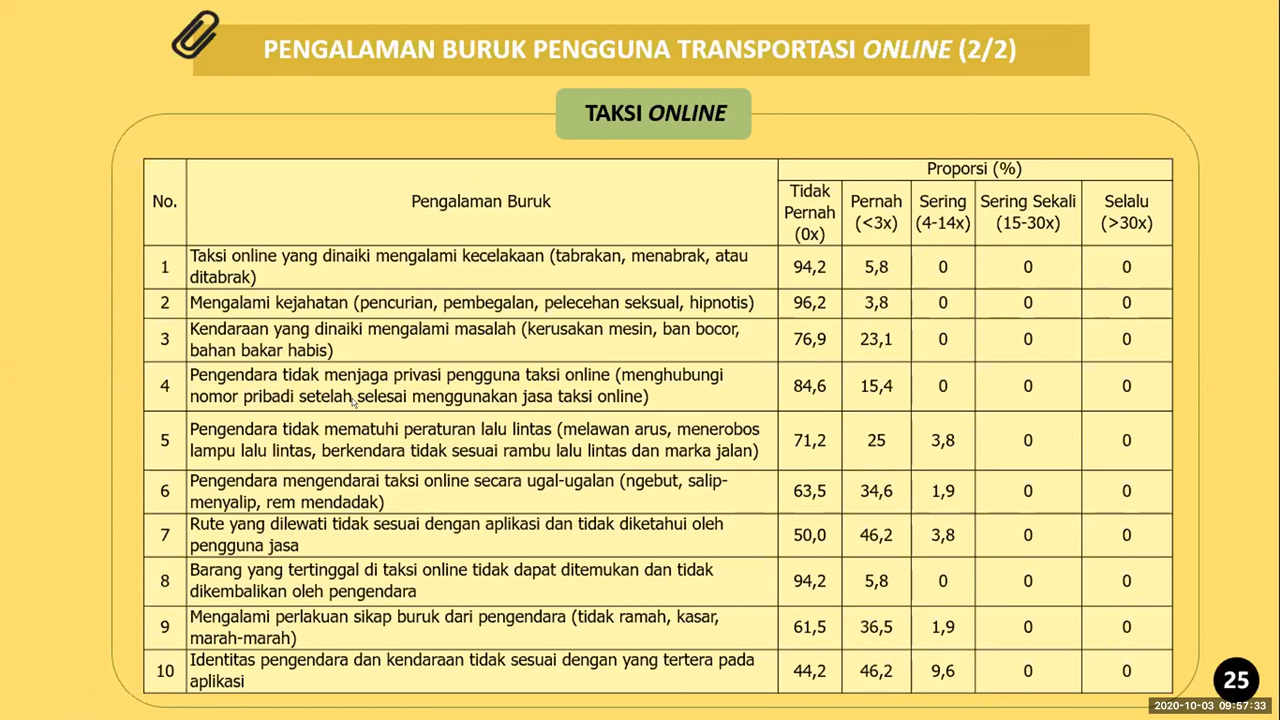 PENGALAMAN BURUK PENGGUNA TRANSPORTASI ONLINE (2/2)
TAKSI ONLINE
No. Pengalaman Buruk Proporsi (%)
Tidak Pernah (0x) Pernah (<3x) Sering (4-14x) Sering Sekali (15-30x) Selalu (>30x)
1 Taksi online yang dinaiki mengalami kecelakaan (tabrakan, menabrak, atau
ditabrak) 94,2 5,8 0 0 0
2 Mengalami kejahatan (pencurian, pembegalan, pelecehan seksual, hipnotis) 96,2 3,8 0 0 0
3 Kendaraan yang dinaiki mengalami masalah (kerusakan mesin, ban bocor,
bahan bakar habis) 76,9 23,1 0 0 0
4 Pengendara tidak menjaga privasi pengguna taksi online (menghubungi
nomor pribadi setelah selesai menggunakan jasa taksi online) 84,6 15,4 0 0 0
5 Pengendara tidak mematuhi peraturan lalu lintas (melawan arus, menerobos
lampu lalu lintas, berkendara tidak sesuai rambu lalu lintas dan marka jalan) 71,2 25 3,8 0 0
6 Pengendara mengendarai taksi online secara ugal-ugalan (ngebut, salip-
menyalip, rem mendadak) 63,5 34,6 1,9 0 0
7 Rute yang dilewati tidak sesuai dengan aplikasi dan tidak diketahui oleh
pengguna jasa 50,0 46,2 3,8 0 0
8 Barang yang tertinggal di taksi online tidak dapat ditemukan dan tidak
dikembalikan oleh pengendara 94,2 5,8 0 0 0
9 Mengalami perlakuan sikap buruk dari pengendara (tidak ramah, kasar,
marah-marah) 61,5 36,5 1,9 0 0
10 Identitas pengendara dan kendaraan tidak sesuai dengan yang tertera pada
aplikasi 44,2 46,2 9,6 0 0
25
2020-10-03 09:57:33